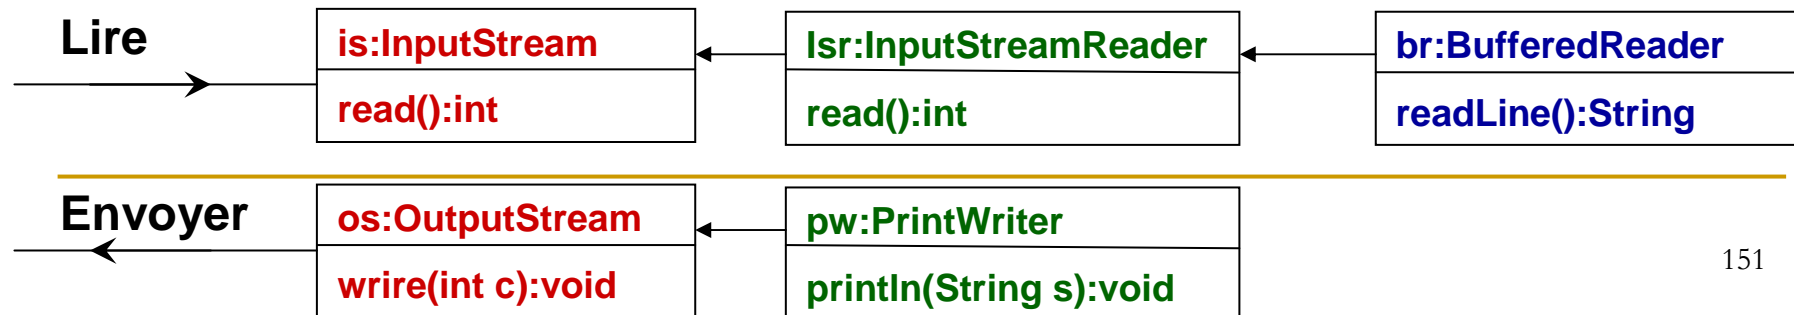 Lire
is:InputStream
read():int
Isr:InputStreamReader
read():int
br:BufferedReader
readLine():String
Envoyer
os:OutputStream
wrire(int c):void
pw:PrintWriter
println(String s):void
151